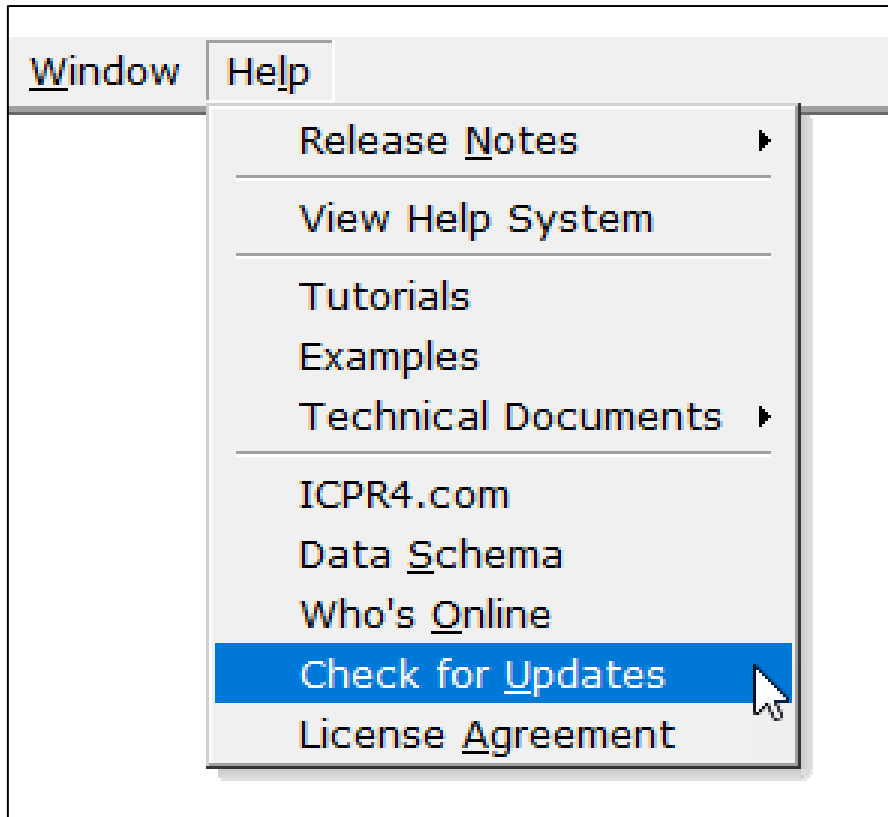 Window Help
Release Notes
View Help System
Tutorials
Examples
Technical Documents
ICPR4.com
Data Schema
Who's Online
Check for Updates
License Agreement